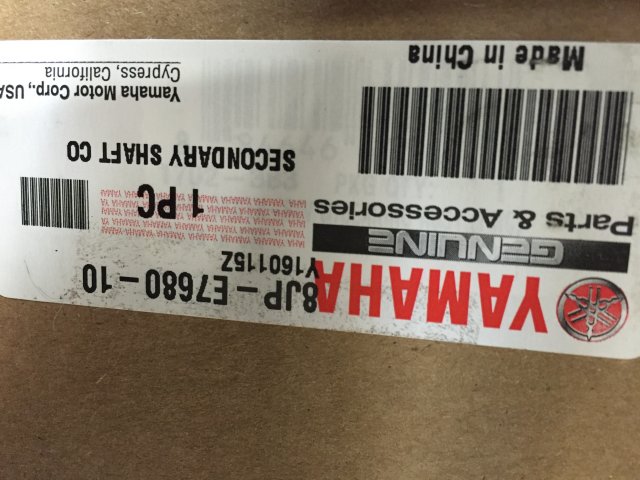 YAMAHA
GENUINE
Parts & Accessories
Made in China
8JP-E7680-10
Y160115Z
1 PC
SECONDARY SHAFT CO
Yamaha Motor Corp., USA
Cypress, California